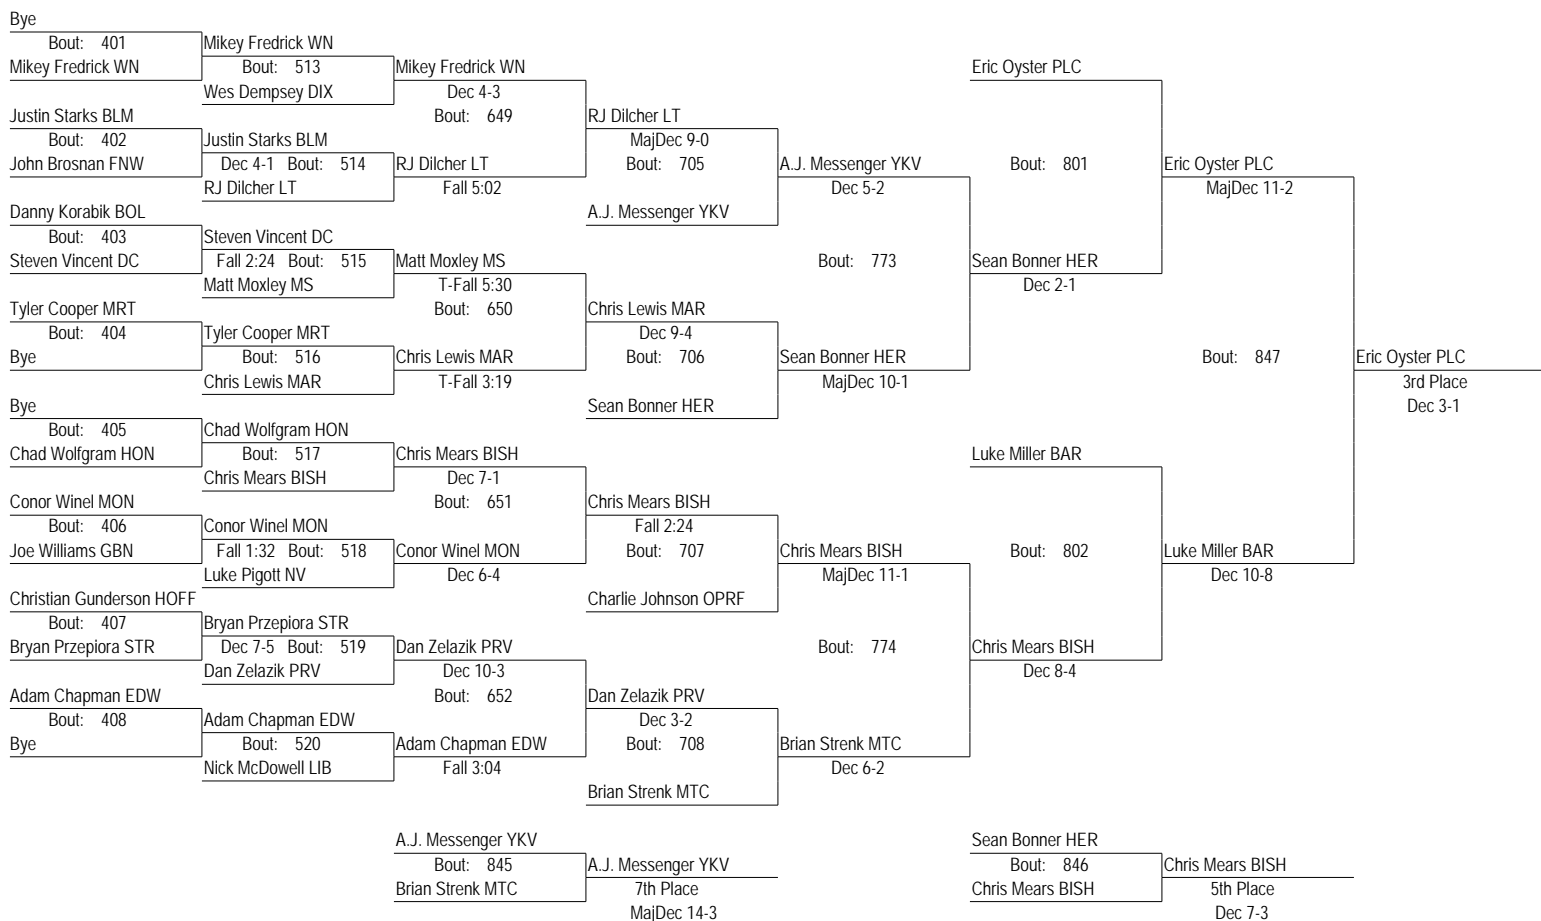 Bye
Bout: 401 Mikey Fredrick WN
Mikey Fredrick WN Bout: 513 Mikey Fredrick WN Eric Oyster PLC
Wes Dempsey DIX Dec 4-3
Justin Starks BLM Bout: 649 RJ Dilcher LT
Bout: 402 Justin Starks BLM MajDec 9-0
John Brosnan FNW Dec 4-1 Bout: 514 RJ Dilcher LT Bout: 705 A.J. Messenger YKV Bout: 801 Eric Oyster PLC
RJ Dilcher LT Fall 5:02 Dec 5-2 MajDec 11-2
Danny Korabik BOL A.J. Messenger YKV
Bout: 403 Steven Vincent DC
Steven Vincent DC Fall 2:24 Bout: 515 Matt Moxley MS Bout: 773 Sean Bonner HER
Matt Moxley MS T-Fall 5:30 Dec 2-1
Tyler Cooper MRT Bout: 650 Chris Lewis MAR
Bout: 404 Tyler Cooper MRT Dec 9-4
Bye Bout: 516 Chris Lewis MAR Bout: 706 Sean Bonner HER Bout: 847 Eric Oyster PLC
Chris Lewis MAR T-Fall 3:19 MajDec 10-1 3rd Place
Bye Sean Bonner HER Dec 3-1
Bout: 405 Chad Wolfgram HON
Chad Wolfgram HON Bout: 517 Chris Mears BISH Luke Miller BAR
Chris Mears BISH Dec 7-1
Conor Winel MON Bout: 651 Chris Mears BISH
Bout: 406 Conor Winel MON Fall 2:24
Joe Williams GBN Fall 1:32 Bout: 518 Conor Winel MON Bout: 707 Chris Mears BISH Bout: 802 Luke Miller BAR
Luke Pigott NV Dec 6-4 MajDec 11-1 Dec 10-8
Christian Gunderson HOFF Charlie Johnson OPRF
Bout: 407 Bryan Przepiora STR
Bryan Przepiora STR Dec 7-5 Bout: 519 Dan Zelazik PRV Bout: 774 Chris Mears BISH
Dan Zelazik PRV Dec 10-3 Dec 8-4
Adam Chapman EDW Bout: 652 Dan Zelazik PRV
Bout: 408 Adam Chapman EDW Dec 3-2
Bye Bout: 520 Adam Chapman EDW Bout: 708 Brian Strenk MTC
Nick McDowell LIB Fall 3:04 Dec 6-2
Brian Strenk MTC
A.J. Messenger YKV Sean Bonner HER
Bout: 845 A.J. Messenger YKV Bout: 846 Chris Mears BISH
Brian Strenk MTC 7th Place Chris Mears BISH 5th Place
MajDec 14-3 Dec 7-3